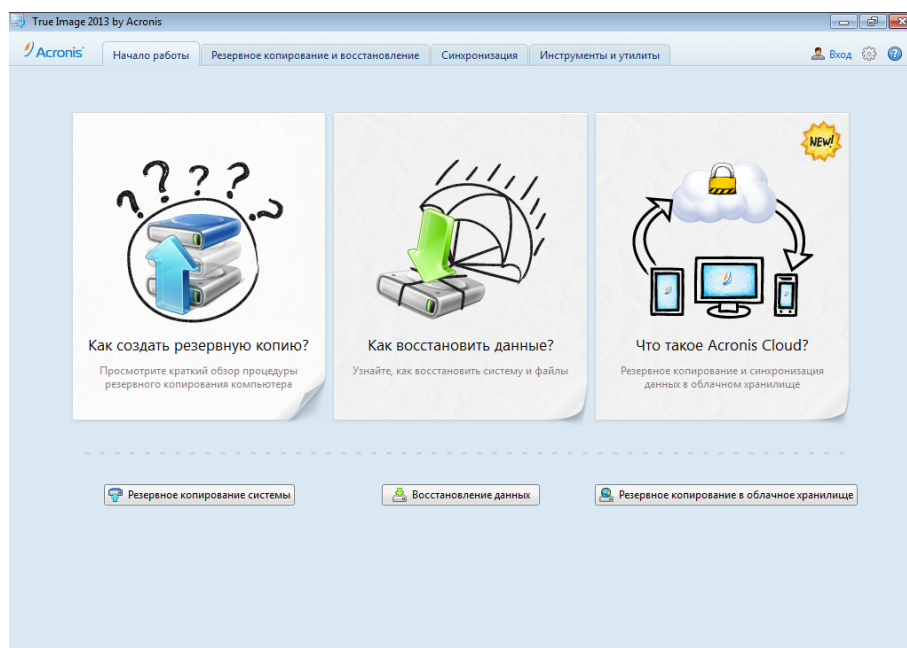 True Image 2013 by Acronis
Acronis
Начало работы
Резервное копирование и восстановление
Синхронизация
Инструменты и утилиты
Вход
NEW!
Как создать резервную копию?
Просмотрите краткий обзор процедуры
резервного копирования компьютера
Как восстановить данные?
Узнайте, как восстановить систему и файлы
Что такое Acronis Cloud?
Резервное копирование и синхронизация
данных в облачном хранилище
Резервное копирование системы
Восстановление данных
Резервное копирование в облачное хранилище